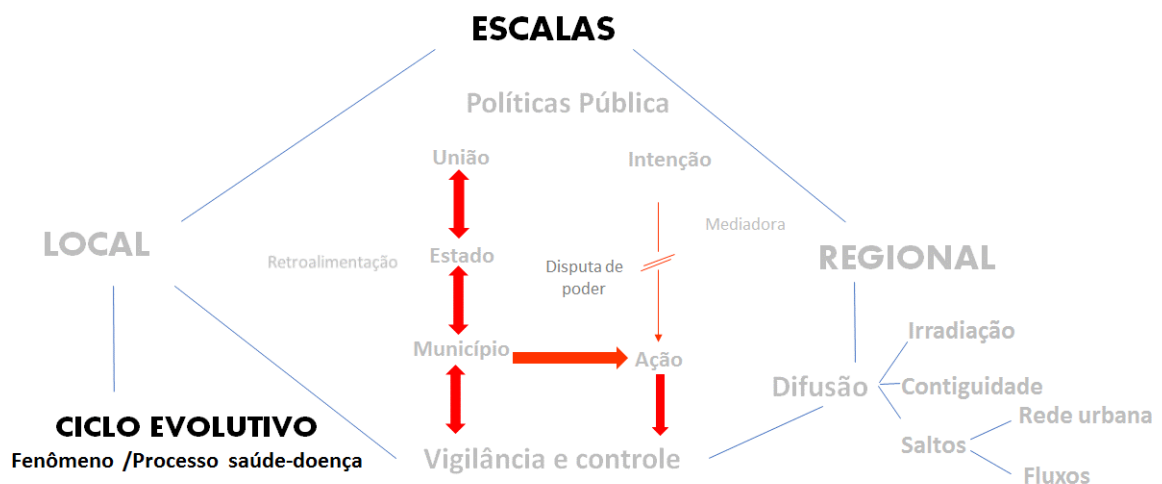 ESCALAS
Políticas Pública
União
Intenção
Mediadora
LOCAL
Retroalimentação
Estado
Disputa de
poder
REGIONAL
Município
Ação
Irradiação
Difusão
Contiguidade
Rede urbana
Saltos
Fluxos
CICLO EVOLUTIVO
Fenômeno /Processo saúde-doença
Vigilância e controle